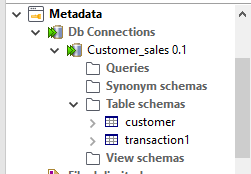 Metadata
Db Connections
Customer_sales 0.1
Queries
Synonym schemas
Table schemas
customer
transaction1
View schemas